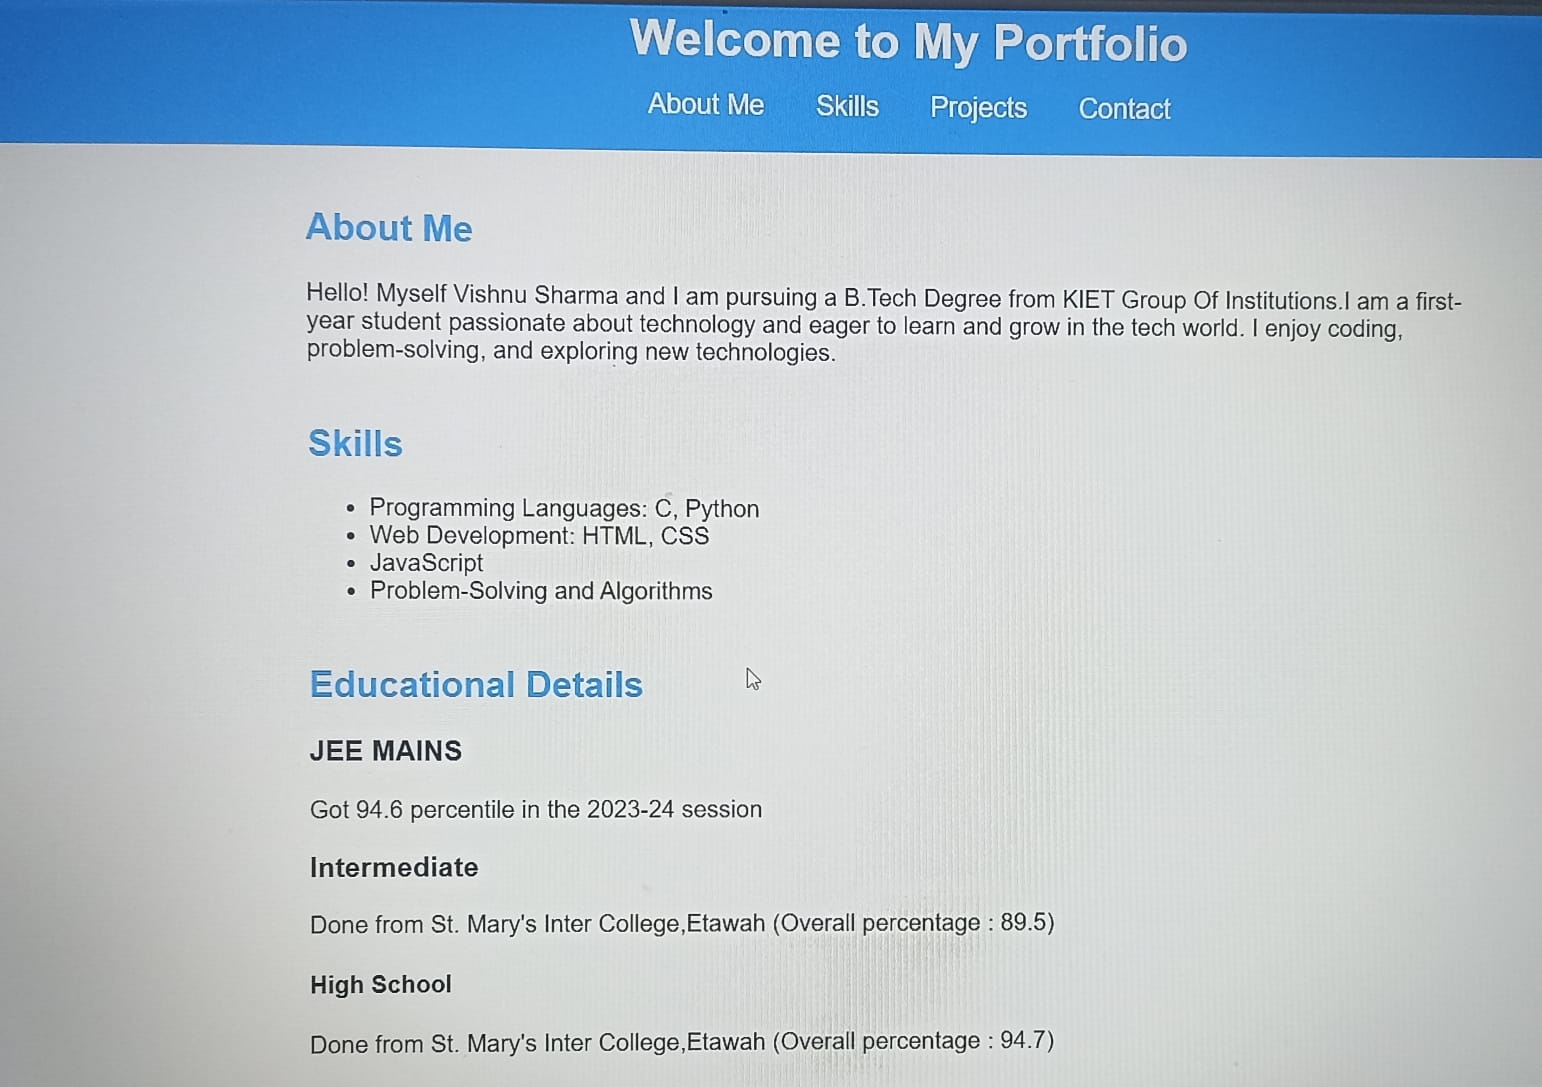 Welcome to My Portfolio
About Me Skills Projects Contact
About Me
Hello! Myself Vishnu Sharma and I am pursuing a B.Tech Degree from KIET Group Of Institutions.I am a first-
year student passionate about technology and eager to learn and grow in the tech world. I enjoy coding,
problem-solving, and exploring new technologies.
Skills
• Programming Languages: C, Python
• Web Development: HTML, CSS
• JavaScript
• Problem-Solving and Algorithms
Educational Details
JEE MAINS
Got 94.6 percentile in the 2023-24 session
Intermediate
Done from St. Mary's Inter College,Etawah (Overall percentage : 89.5)
High School
Done from St. Mary's Inter College,Etawah (Overall percentage : 94.7)